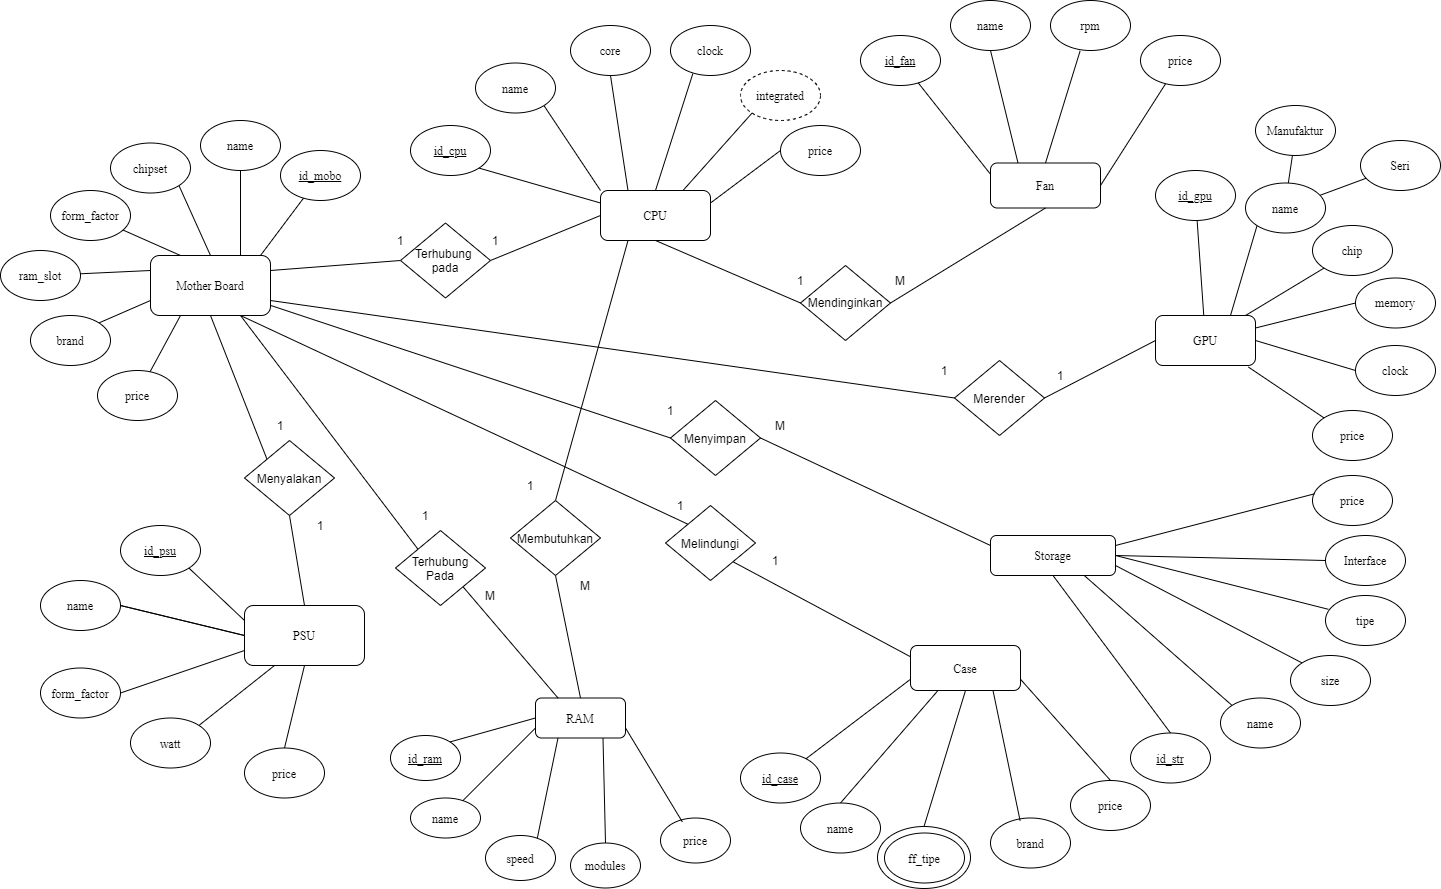 name
rpm
core
clock
id_fan
price
name
integrated
Manufaktur
id_cpu
price
name
chipset
id_mobo
Seri
Fan
id_gpu
name
form_factor
CPU
1
1
Terhubung
pada
chip
ram_slot
Mother Board
1
M
Mendinginkan
memory
brand
GPU
1
1
clock
price
Merender
1
M
1
Menyimpan
price
Menyalakan
1
1
price
1
1
Membutuhkan
Melindungi
id_psu
Storage
Interface
Terhubung
Pada
1
M
M
name
tipe
PSU
Case
size
form_factor
RAM
name
watt
id_ram
id_str
price
id_case
name
price
name
price
speed
modules
ff_tipe
brand